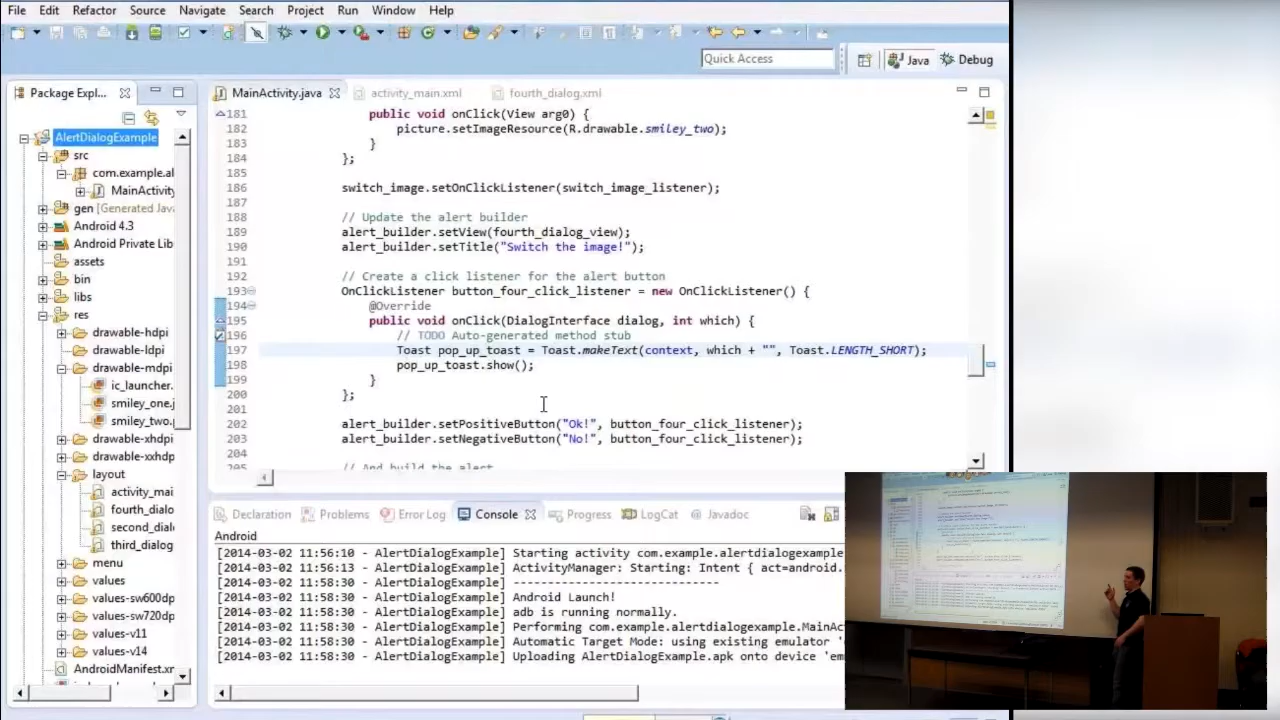 File Edit Refactor Source Navigate Search Project Run Window Help
Quick Access
Java
Debug
Package Expl...
MainActivity.java
activity_main.xml
fourth_dialog.xml
AlertDialogExample
src
com.example.al
MainActivity
gen [Generated Java
Android 4.3
Android Private Lib
assets
bin
libs
res
drawable-hdpi
drawable-ldpi
drawable-mdpi
ic_launcher.
smiley_one.j
smiley_two.
drawable-xhdpi
drawable-xxhdp
layout
activity_mai
fourth_dialo
second_dialo
third_dialog
menu
values
values-sw600dp
values-sw720dp
values-v11
values-v14
AndroidManifest.xr
181 public void onClick(View arg0) {
182 picture.setImageResource(R.drawable.smiley_two);
183 }
184 };
185
186 switch_image.setOnClickListener(switch_image_listener);
187
188 // Update the alert builder
189 alert_builder.setView(fourth_dialog_view);
190 alert_builder.setTitle("Switch the image!");
191
192 // Create a click listener for the alert button
193 OnClickListener button_four_click_listener = new OnClickListener() {
194 @Override
195 public void onClick(DialogInterface dialog, int which) {
196 // TODO Auto-generated method stub
197 Toast pop_up_toast = Toast.makeText(context, which + "", Toast.LENGTH_SHORT);
198 pop_up_toast.show();
199 }
200 };
201
202 alert_builder.setPositiveButton("Ok!", button_four_click_listener);
203 alert_builder.setNegativeButton("No!", button_four_click_listener);
204
205 // And build the alert
Declaration Problems Error Log Console Progress LogCat Javadoc
Android
[2014-03-02 11:56:13 - AlertDialogExample] Starting activity com.example.alertdialogexample
[2014-03-02 11:56:13 - AlertDialogExample] ActivityManager: Starting: Intent { act=android.
[2014-03-02 11:58:30 - AlertDialogExample] ------------------------------
[2014-03-02 11:58:30 - AlertDialogExample] Android Launch!
[2014-03-02 11:58:30 - AlertDialogExample] adb is running normally.
[2014-03-02 11:58:30 - AlertDialogExample] Performing com.example.alertdialogexample.MainAc
[2014-03-02 11:58:30 - AlertDialogExample] Automatic Target Mode: using existing emulator '
[2014-03-02 11:58:30 - AlertDialogExample] Uploading AlertDialogExample.apk onto device 'em